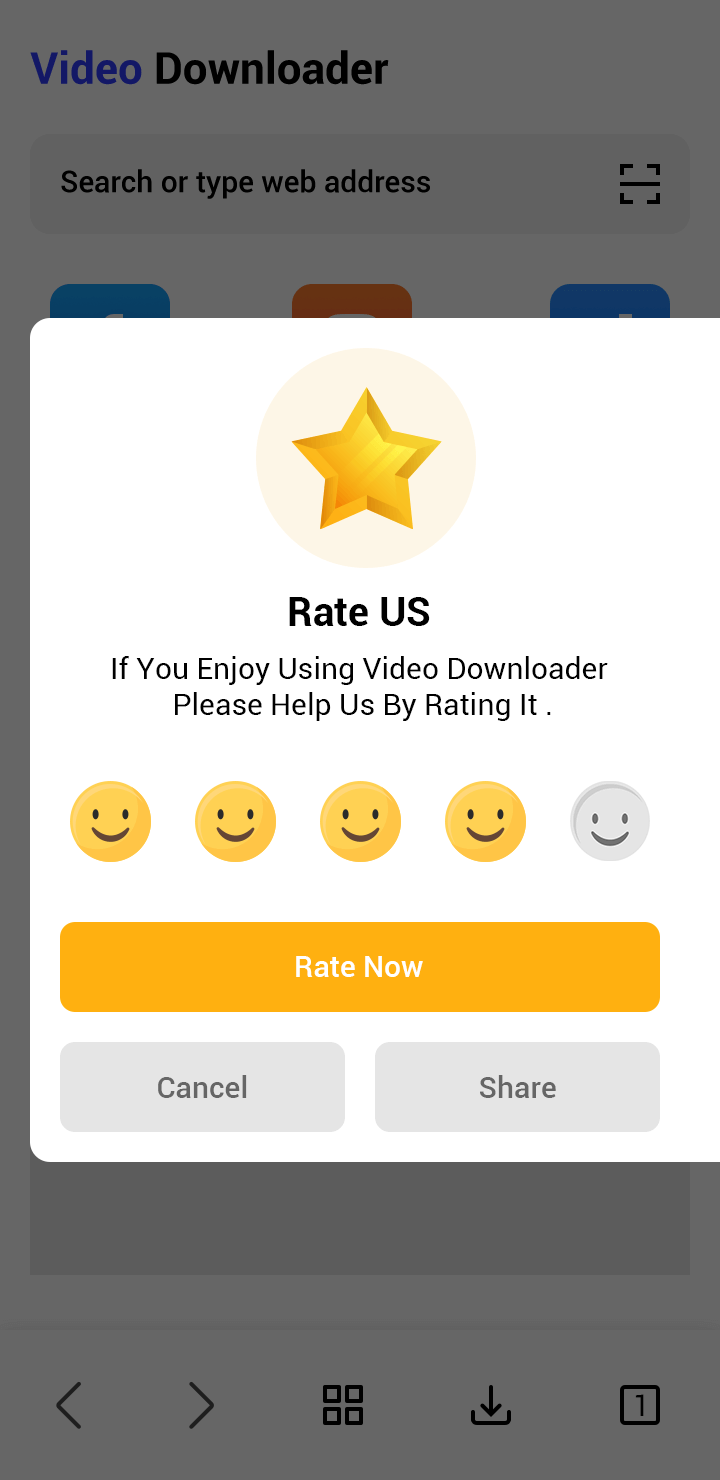 Video Downloader
Search or type web address
Rate US
If You Enjoy Using Video Downloader
Please Help Us By Rating It .
Rate Now
Cancel
Share
1